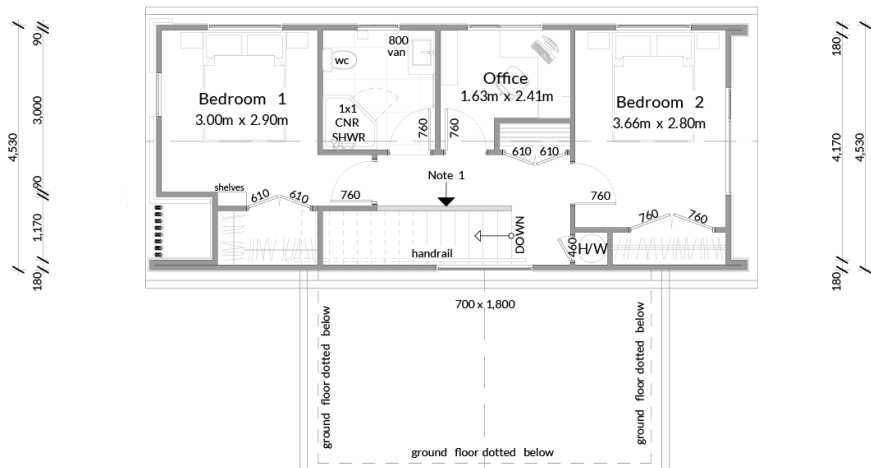 90
3,000
4,530
90
1,170
180
Bedroom 1
3.00m x 2.90m
WC
800
van
1x1
CNR
SHWR
760
Office
1.63m x 2.41m
760
610
610
Bedroom 2
3.66m x 2.80m
shelves
610
610
760
Note 1
760
760
760
handrail
DOWN
460
H/W
180
4,170
4,530
180
700 x 1,800
ground floor dotted below
ground floor dotted below
ground floor dotted below